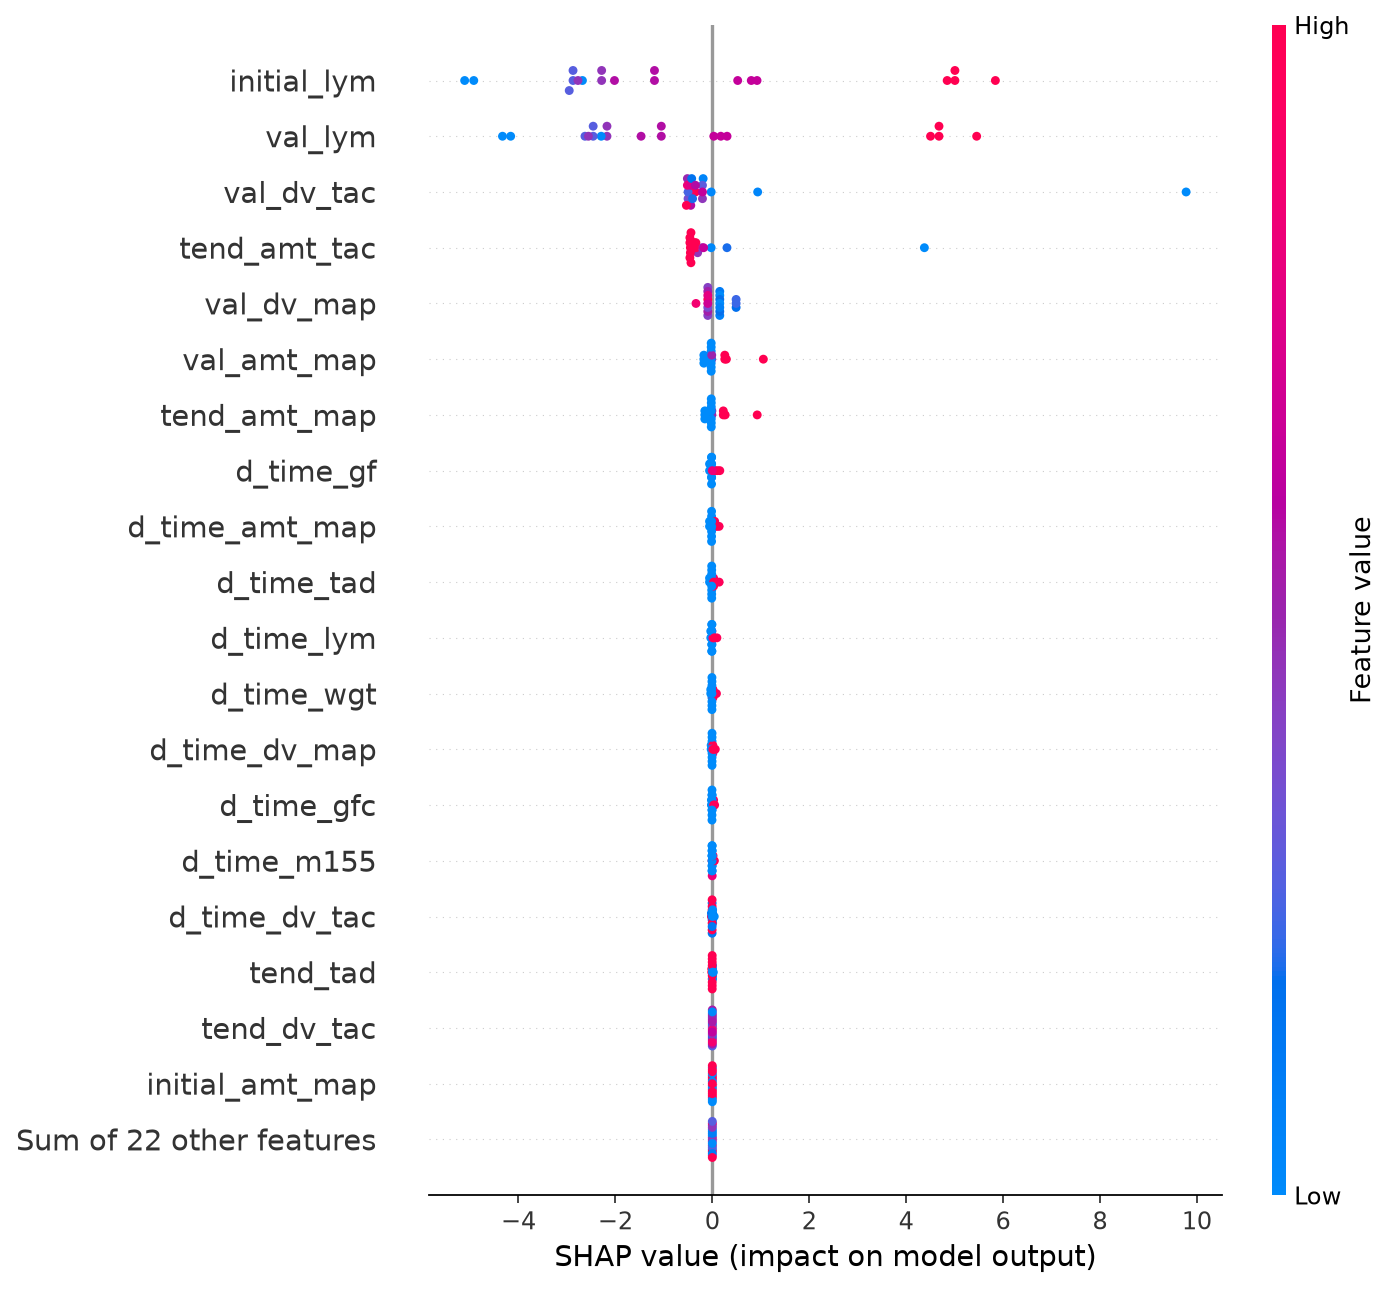 High
initial_lym
val_lym
val_dv_tac
tend_amt_tac
val_dv_map
val_amt_map
tend_amt_map
d_time_gf
d_time_amt_map
d_time_tad
d_time_lym
d_time_wgt
d_time_dv_map
d_time_gfc
d_time_m155
d_time_dv_tac
tend_tad
tend_dv_tac
initial_amt_map
Sum of 22 other features
Feature value
Low
−4 −2 0 2 4 6 8 10
SHAP value (impact on model output)